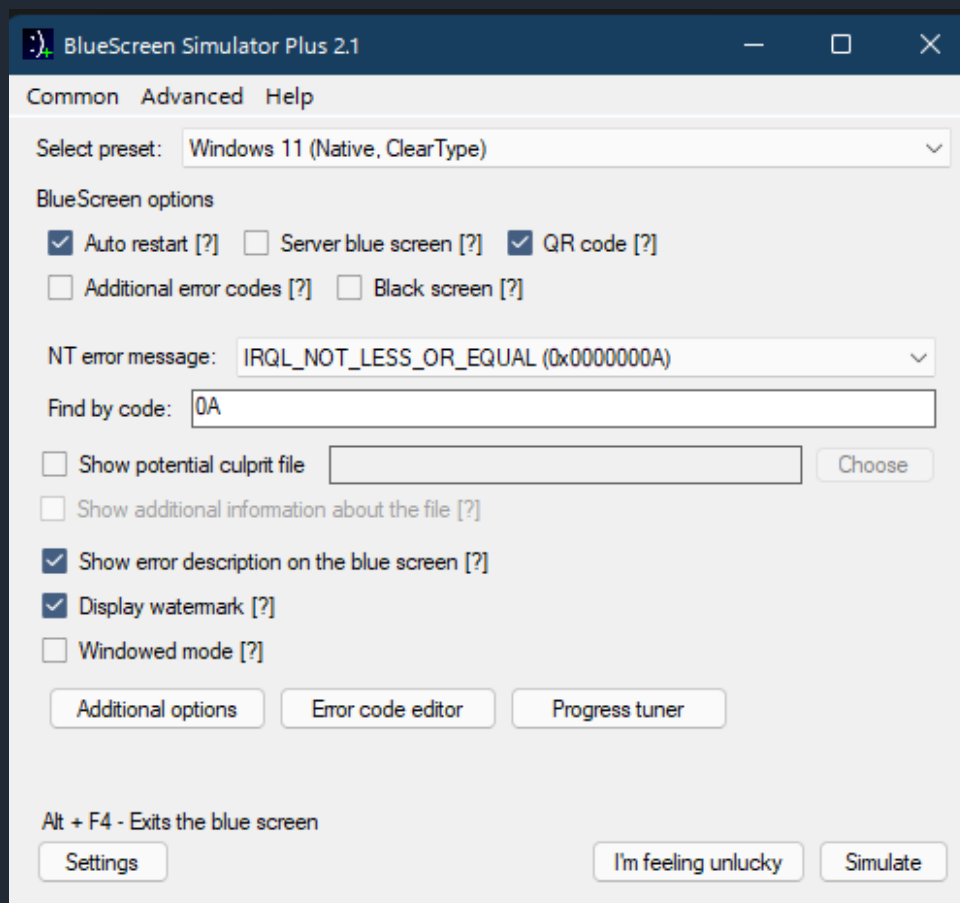 BlueScreen Simulator Plus 2.1
Common Advanced Help
Select preset: Windows 11 (Native, ClearType)
BlueScreen options
Auto restart [?] Server blue screen [?] QR code [?]
Additional error codes [?] Black screen [?]
NT error message: IRQL_NOT_LESS_OR_EQUAL (0x0000000A)
Find by code: 0A
Show potential culprit file Choose
Show additional information about the file [?]
Show error description on the blue screen [?]
Display watermark [?]
Windowed mode [?]
Additional options Error code editor Progress tuner
Alt + F4 - Exits the blue screen
Settings I'm feeling unlucky Simulate